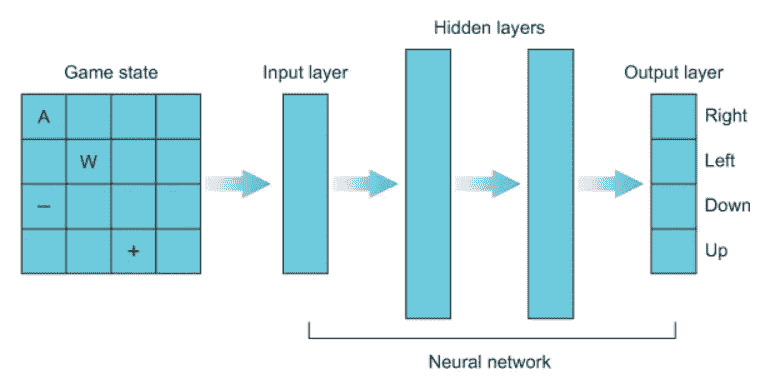 Hidden layers
Game state
Input layer
Output layer
A
W
—
+
Right
Left
Down
Up
Neural network